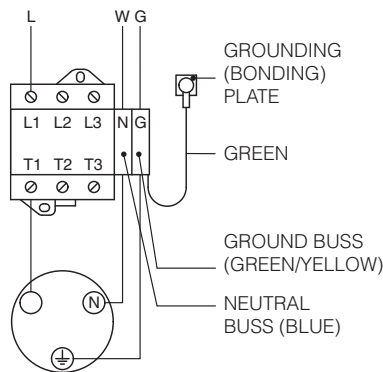 L W G
GROUNDING
(BONDING)
PLATE
L1 L2 L3 N G
T1 T2 T3
GREEN
GROUND BUSS
(GREEN/YELLOW)
NEUTRAL
BUSS (BLUE)
N